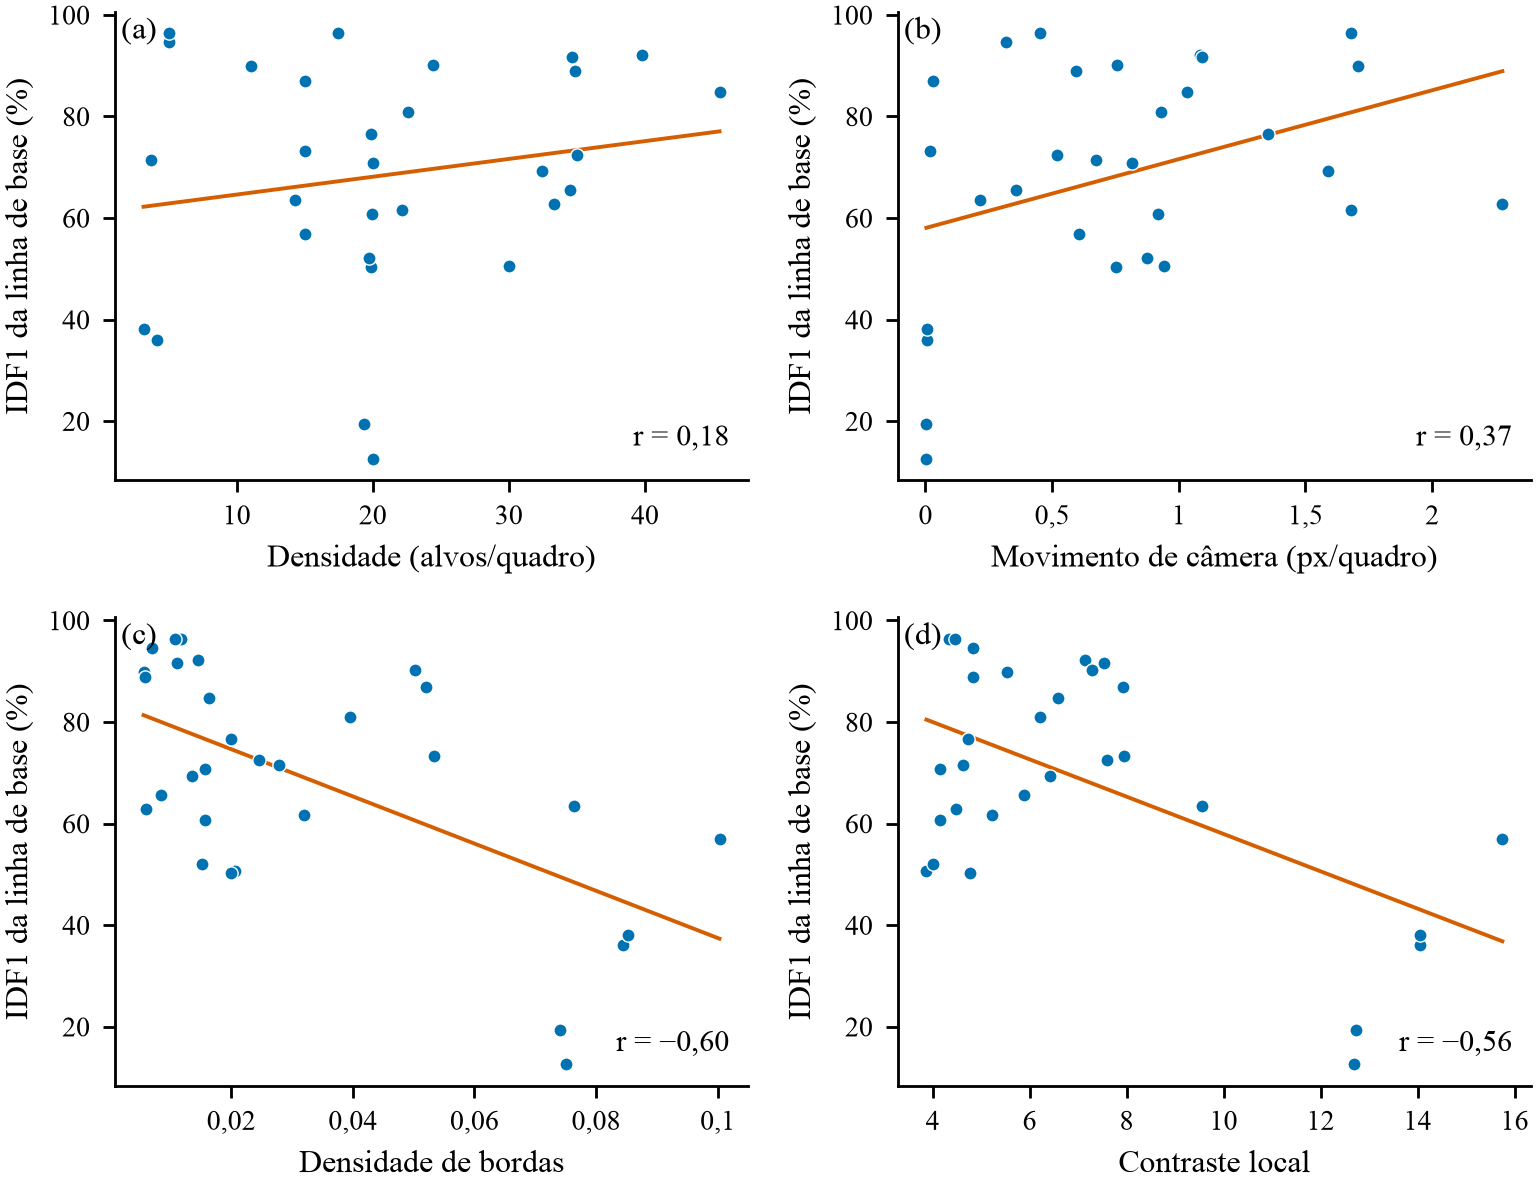 (a)
IDF1 da linha de base (%)
100
80
60
40
20
r = 0,18
10 20 30 40
Densidade (alvos/quadro)
(b)
IDF1 da linha de base (%)
100
80
60
40
20
r = 0,37
0 0,5 1 1,5 2
Movimento de câmera (px/quadro)
(c)
IDF1 da linha de base (%)
100
80
60
40
20
r = −0,60
0,02 0,04 0,06 0,08 0,1
Densidade de bordas
(d)
IDF1 da linha de base (%)
100
80
60
40
20
r = −0,56
4 6 8 10 12 14 16
Contraste local